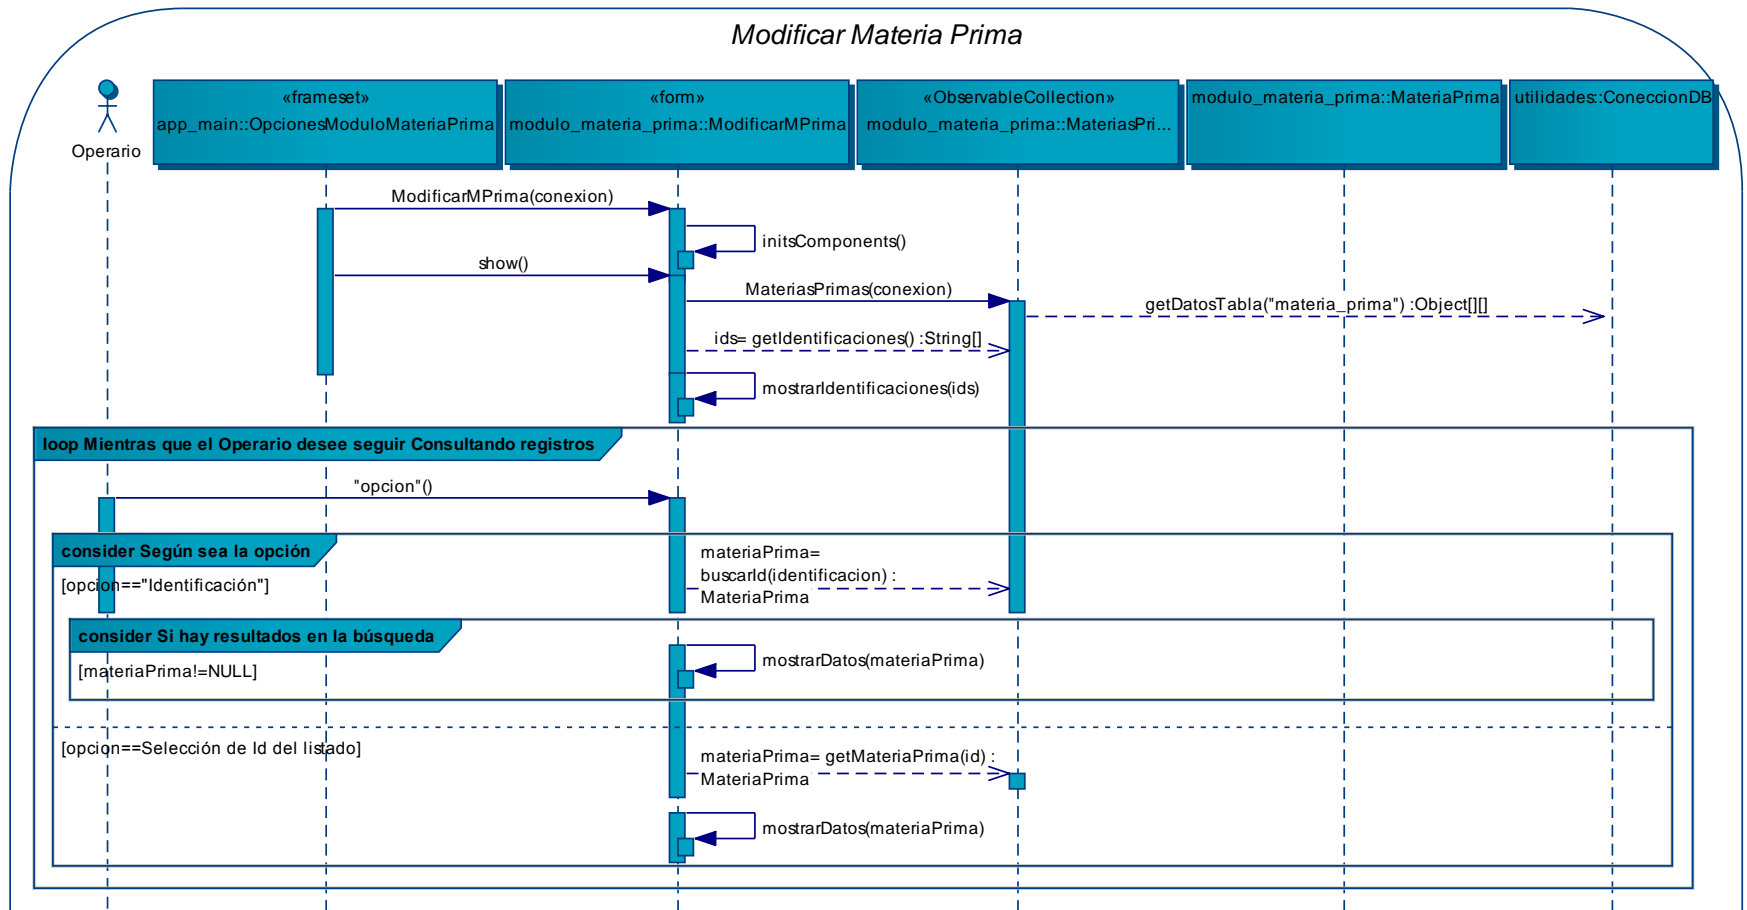 Modificar Materia Prima
Operario
«frameset»
app_main::OpcionesModuloMateriaPrima
«form»
modulo_materia_prima::ModificarMPrima
«ObservableCollection»
modulo_materia_prima::MateriasPri...
modulo_materia_prima::MateriaPrima
utilidades::ConeccionDB
ModificarMPrima(conexion)
initsComponents()
show()
MateriasPrimas(conexion)
getDatosTabla("materia_prima") :Object[][]
ids= getIdentificaciones() :String[]
mostrarIdentificaciones(ids)
loop Mientras que el Operario desee seguir Consultando registros
"opcion"()
consider Según sea la opción
[opcion=="Identificación"]
materiaPrima=
buscarId(identificacion) :
MateriaPrima
consider Si hay resultados en la búsqueda
[materiaPrima!=NULL]
mostrarDatos(materiaPrima)
[opcion==Selección de Id del listado]
materiaPrima= getMateriaPrima(id) :
MateriaPrima
mostrarDatos(materiaPrima)